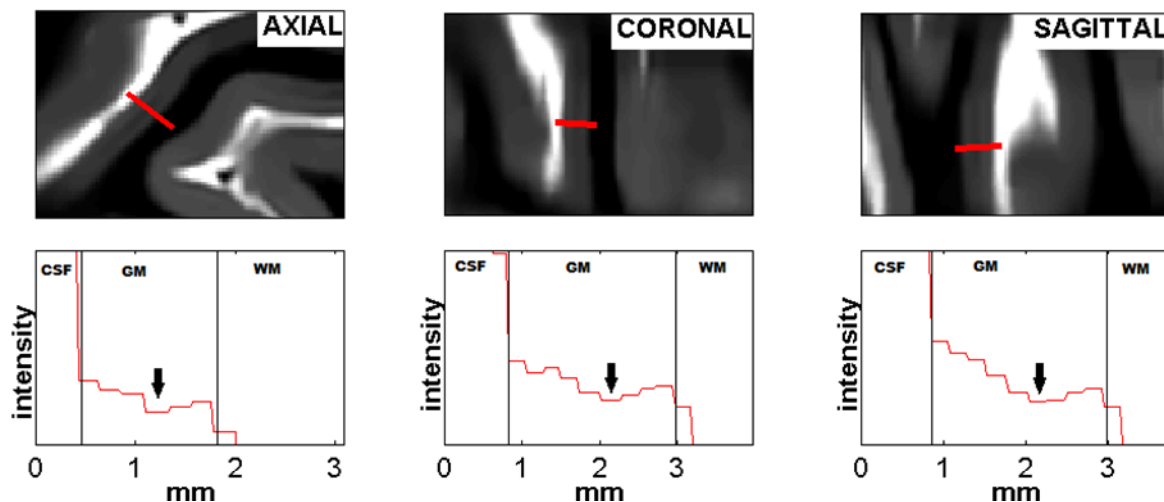 AXIAL
CORONAL
SAGITTAL
CSF GM WM
CSF GM WM
CSF GM WM
intensity
intensity
intensity
0 1 2 3
0 1 2 3
0 1 2 3
mm
mm
mm